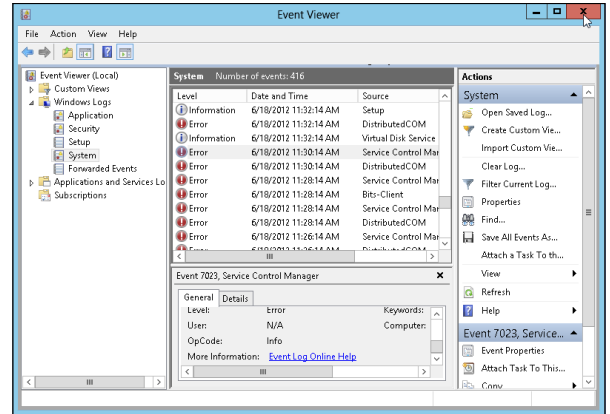 Event Viewer
File Action View Help
Event Viewer (Local)
Custom Views
Windows Logs
Application
Security
Setup
System
Forwarded Events
Applications and Services Lo
Subscriptions
System Number of events: 416
Level Date and Time Source
Information 6/18/2012 11:32:14 AM Setup
Error 6/18/2012 11:32:14 AM DistributedCOM
Information 6/18/2012 11:32:14 AM Virtual Disk Service
Error 6/18/2012 11:30:14 AM Service Control Mar
Error 6/18/2012 11:30:14 AM DistributedCOM
Error 6/18/2012 11:28:14 AM Service Control Mar
Error 6/18/2012 11:28:14 AM Bits-Client
Error 6/18/2012 11:28:14 AM DistributedCOM
Error 6/18/2012 11:26:14 AM Service Control Mar
Error 6/18/2012 11:26:14 AM DistributedCOM
Event 7023, Service Control Manager
General Details
Level: Error Keywords:
User: N/A Computer:
OpCode: Info
More Information: Event Log Online Help
Actions
System
Open Saved Log...
Create Custom Vie...
Import Custom Vie...
Clear Log...
Filter Current Log...
Properties
Find...
Save All Events As...
Attach a Task To th...
View
Refresh
Help
Event 7023, Service...
Event Properties
Attach Task To This...
Copy